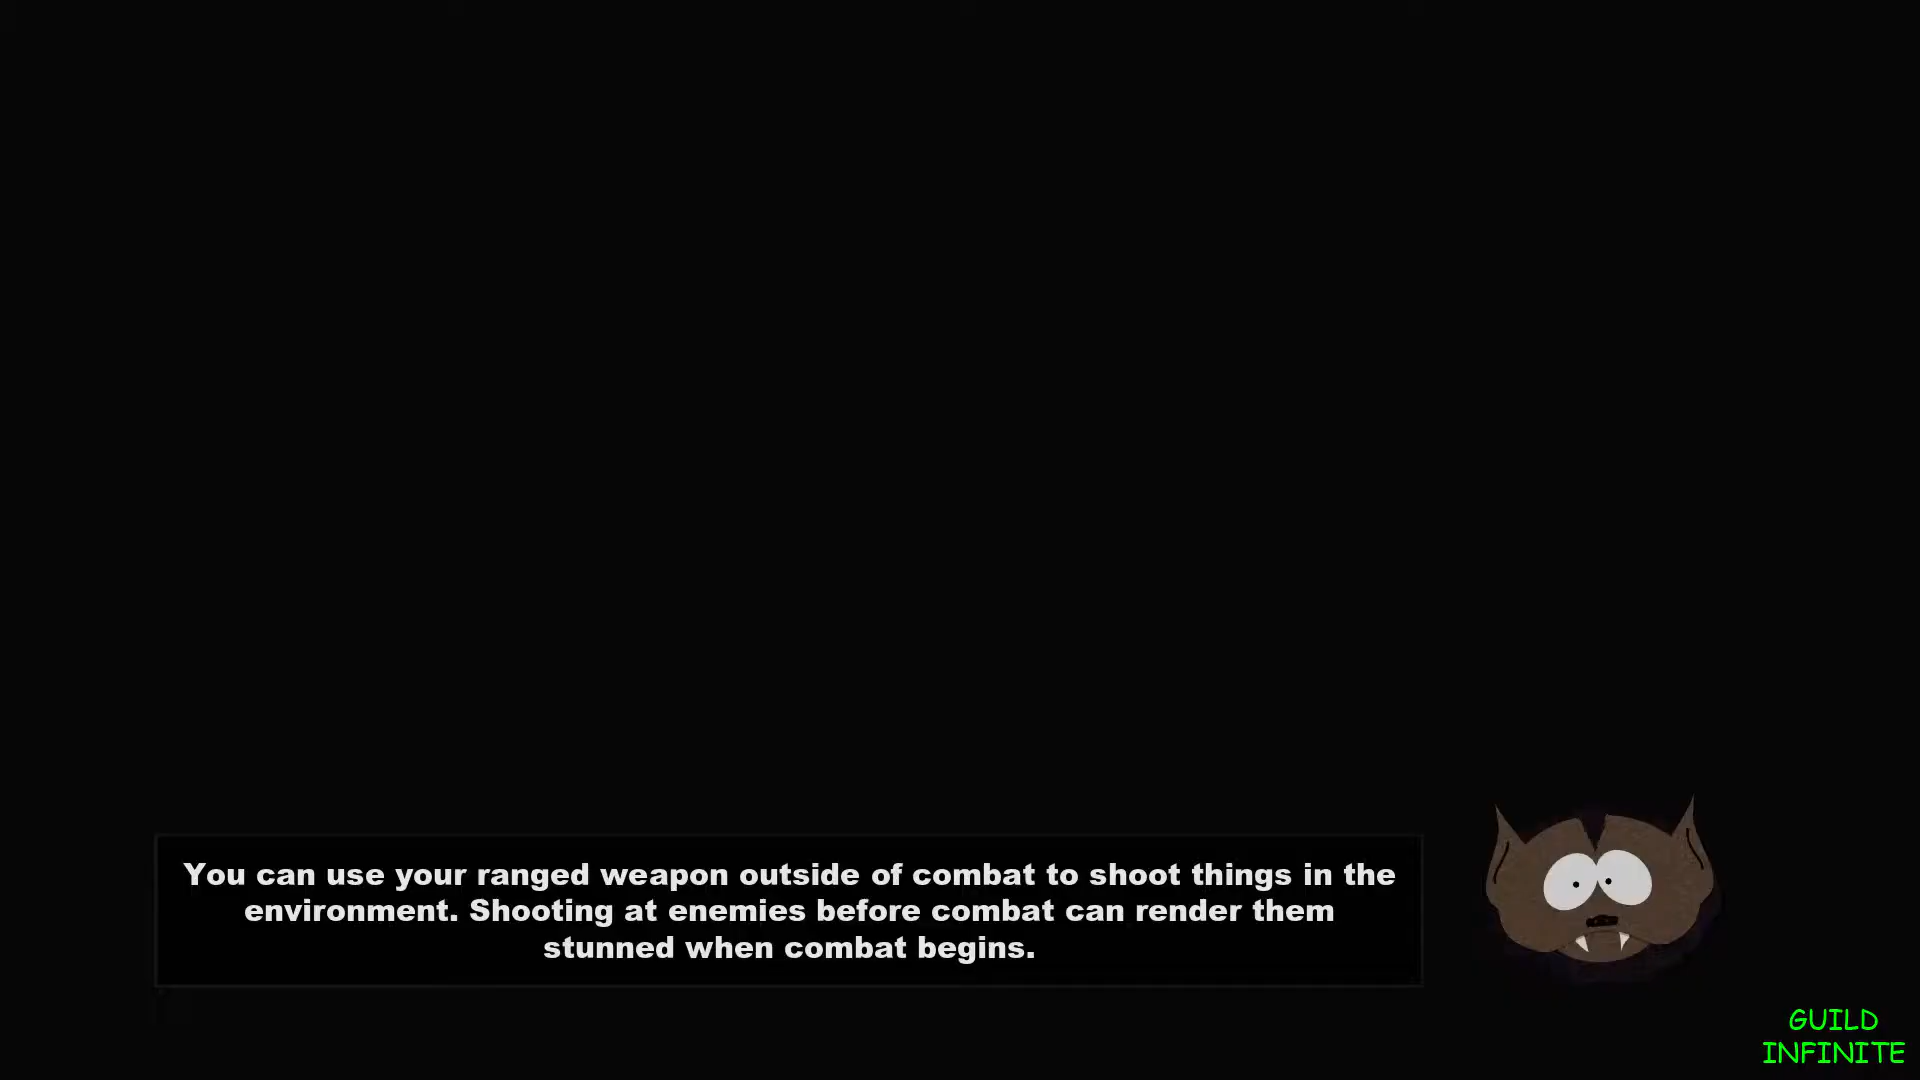 You can use your ranged weapon outside of combat to shoot things in the
environment. Shooting at enemies before combat can render them
stunned when combat begins.
GUILD
INFINITE